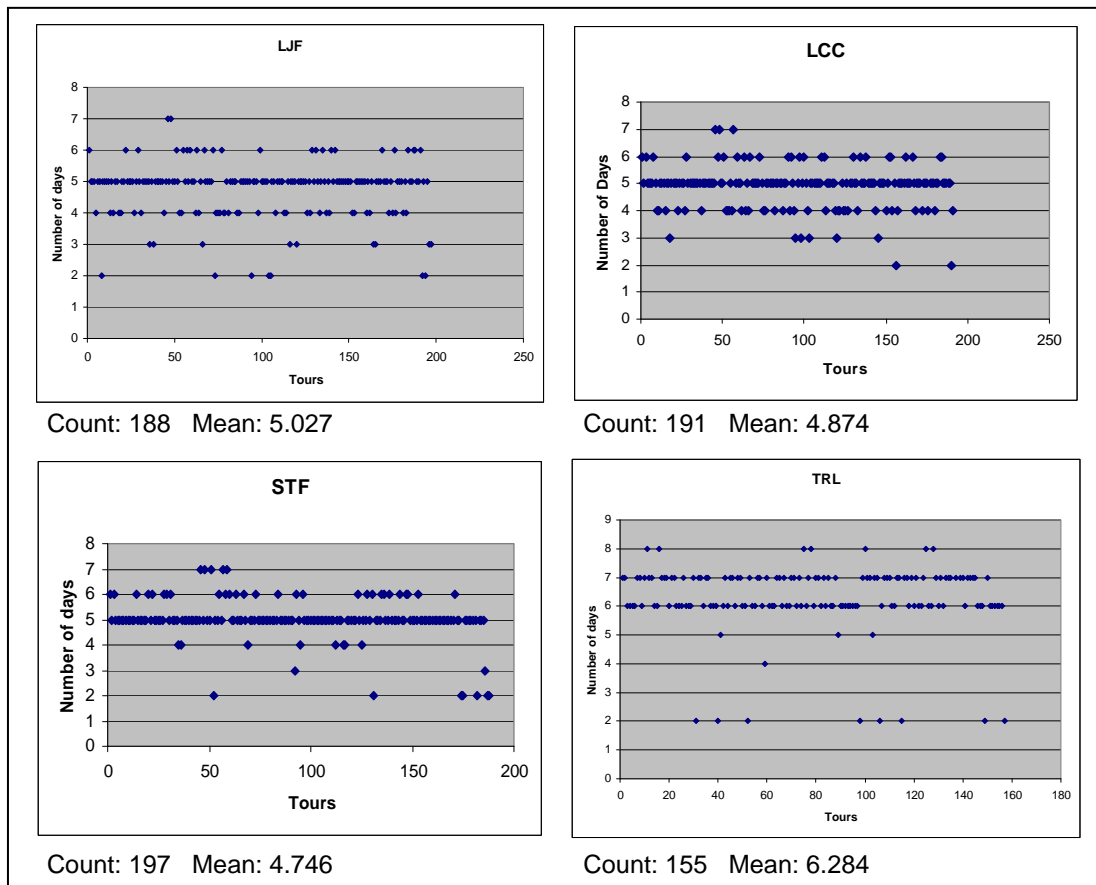 LJF
8
7
6
5
4
3
2
1
0
Number of days
0 50 100 150 200 250
Tours
Count: 188 Mean: 5.027
LCC
8
7
6
5
4
3
2
1
0
Number of Days
0 50 100 150 200 250
Tours
Count: 191 Mean: 4.874
STF
8
7
6
5
4
3
2
1
0
Number of days
0 50 100 150 200
Tours
Count: 197 Mean: 4.746
TRL
9
8
7
6
5
4
3
2
1
0
Number of days
0 20 40 60 80 100 120 140 160 180
Tours
Count: 155 Mean: 6.284